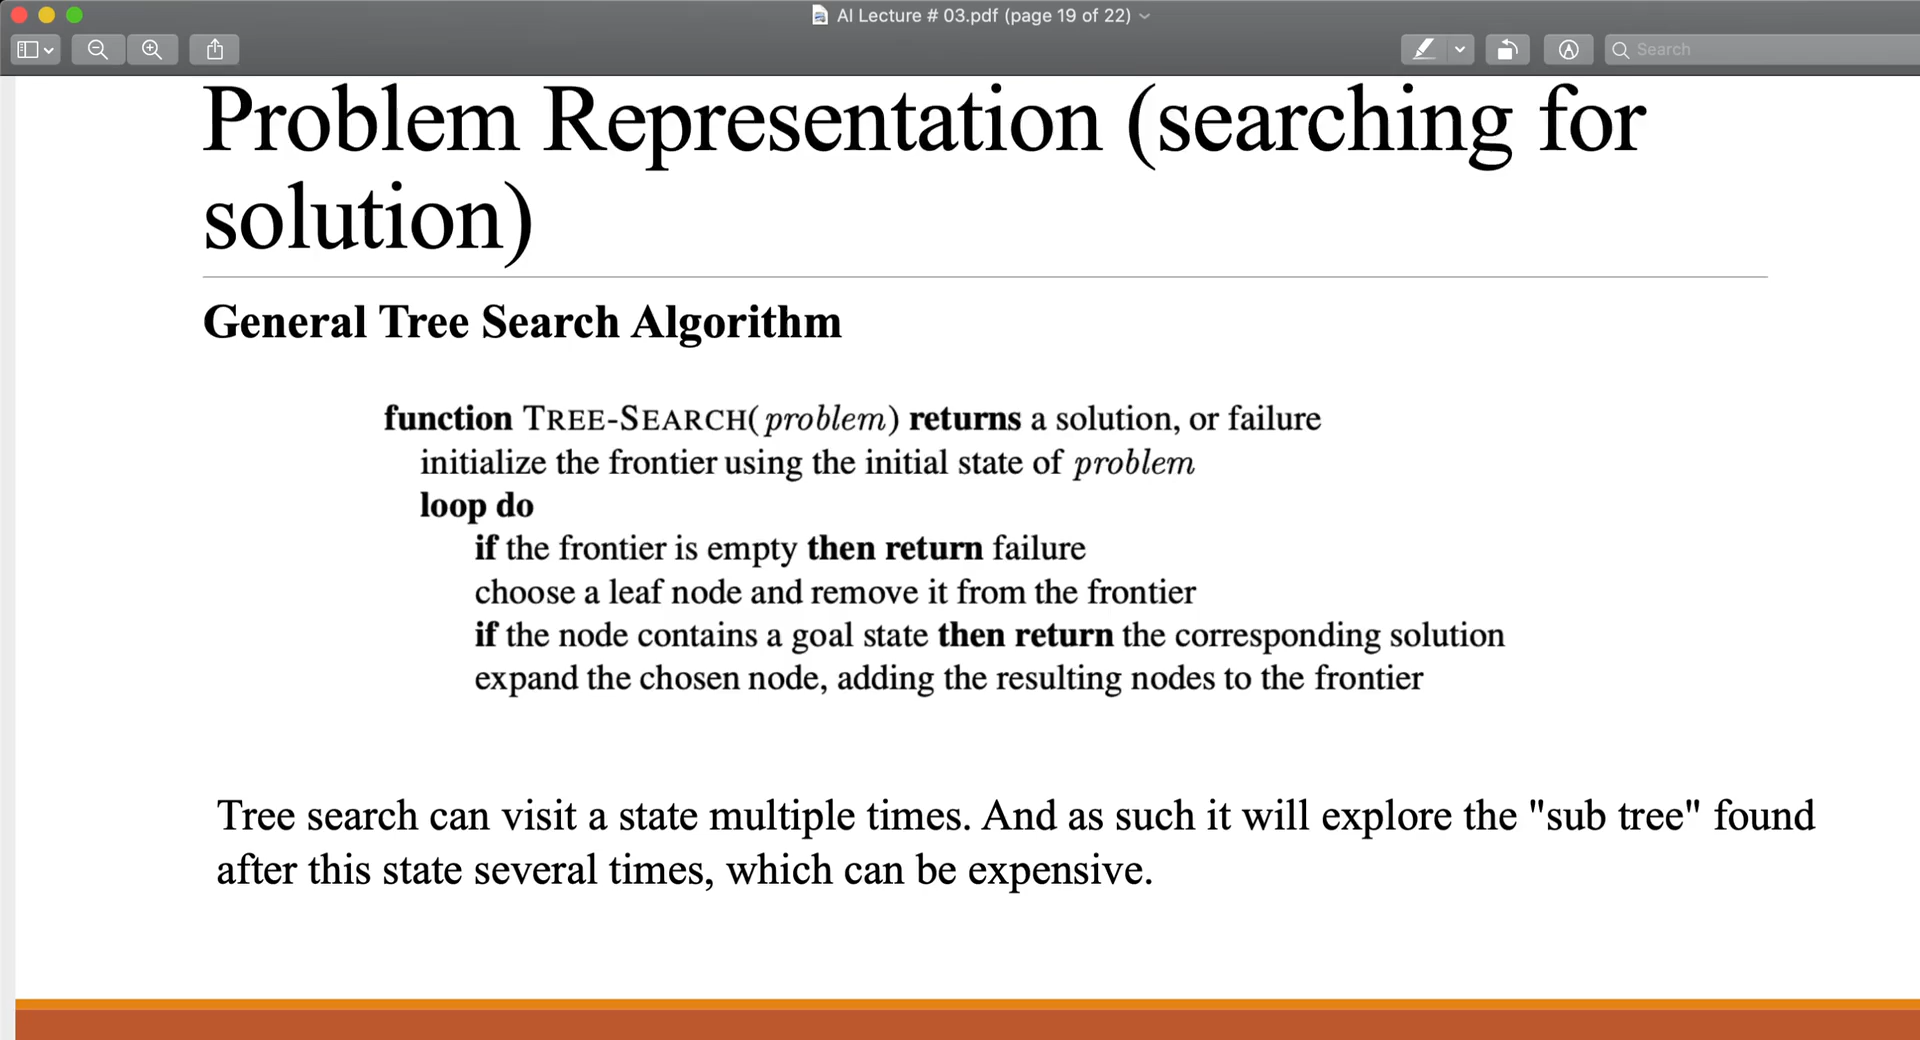 AI Lecture # 03.pdf (page 19 of 22)
Search
Problem Representation (searching for
solution)
General Tree Search Algorithm
function TREE-SEARCH(problem) returns a solution, or failure
initialize the frontier using the initial state of problem
loop do
if the frontier is empty then return failure
choose a leaf node and remove it from the frontier
if the node contains a goal state then return the corresponding solution
expand the chosen node, adding the resulting nodes to the frontier
Tree search can visit a state multiple times. And as such it will explore the "sub tree" found
after this state several times, which can be expensive.